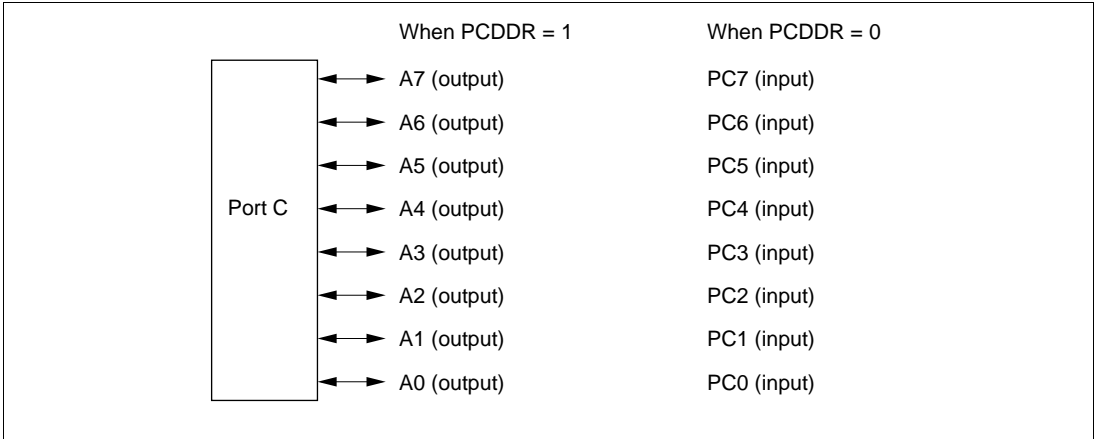 When PCDDR = 1 When PCDDR = 0
A7 (output) PC7 (input)
A6 (output) PC6 (input)
A5 (output) PC5 (input)
Port C A4 (output) PC4 (input)
A3 (output) PC3 (input)
A2 (output) PC2 (input)
A1 (output) PC1 (input)
A0 (output) PC0 (input)